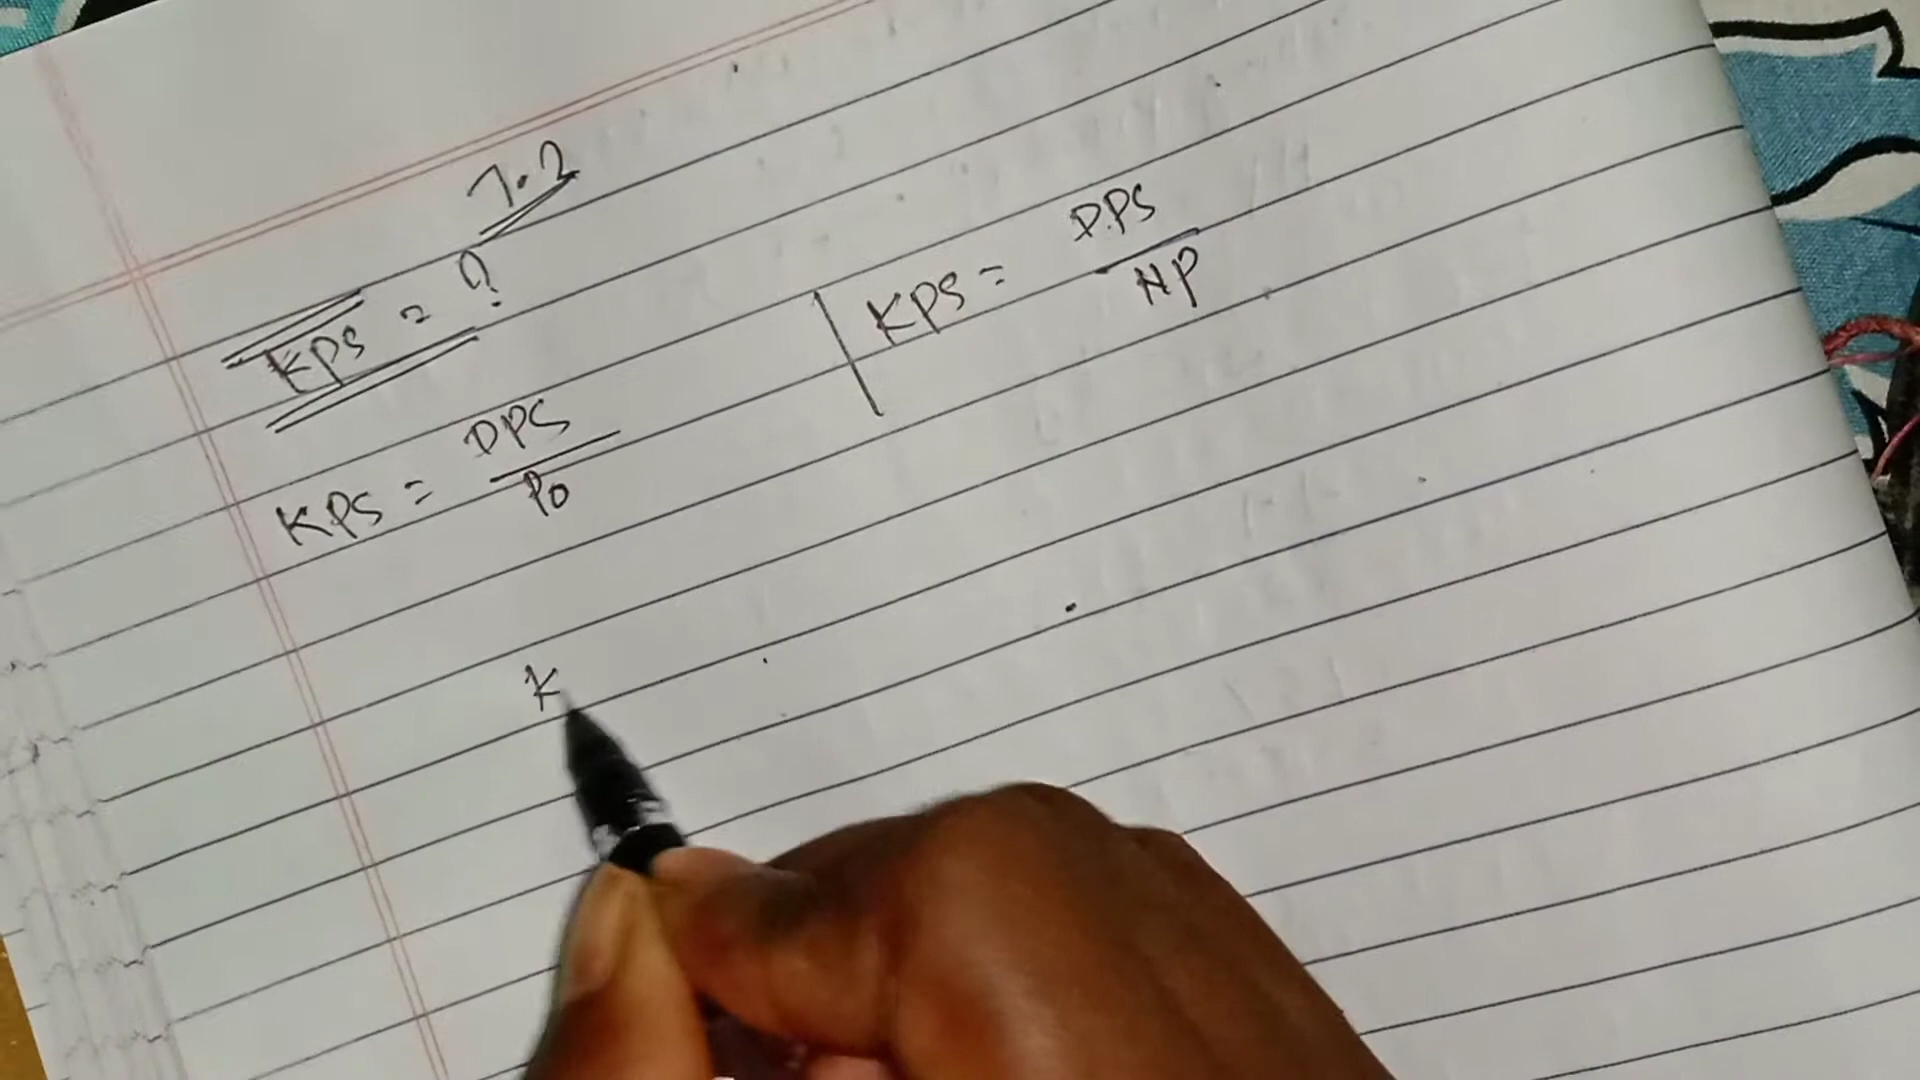 7.2
KPS = ?
KPS = DPS / P0
KPS = DPS / NP
K